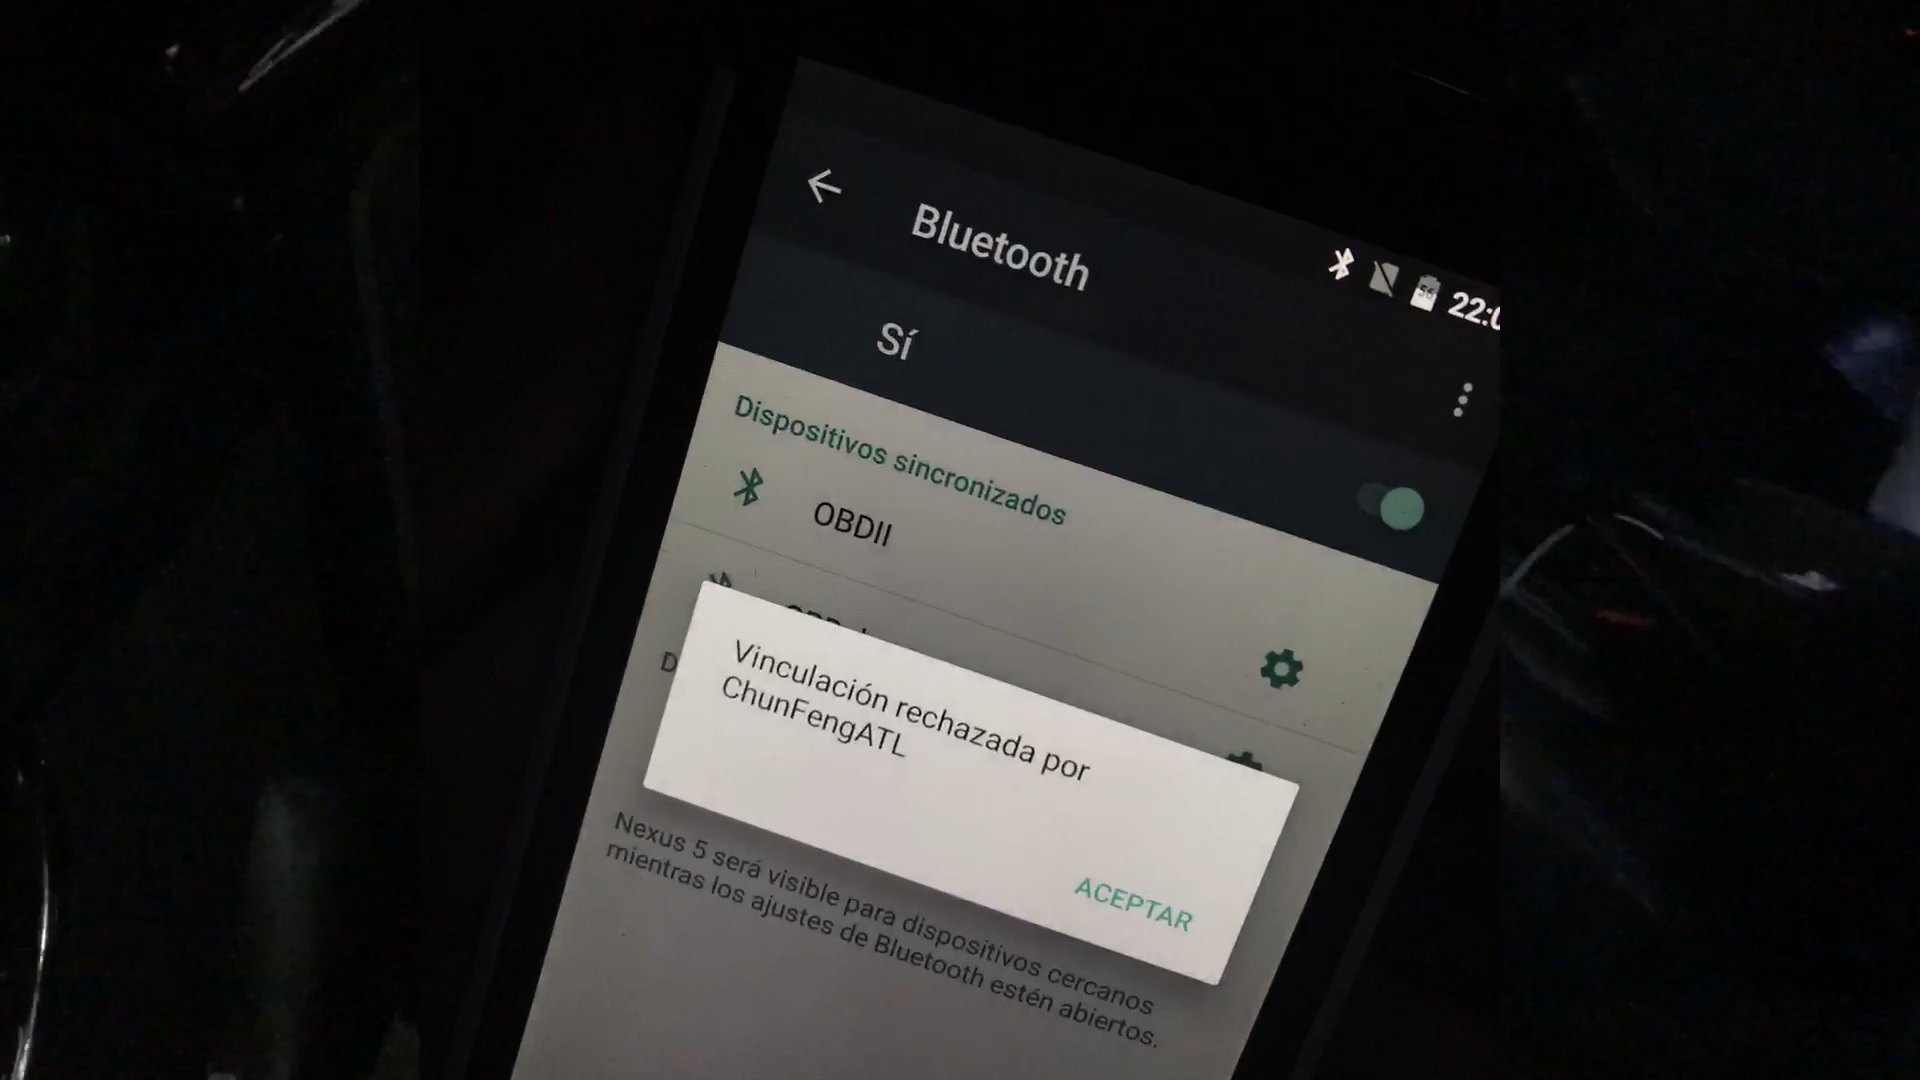 22:
Bluetooth
Sí
Dispositivos sincronizados
OBDII
Vinculación rechazada por
ChunFengATL
ACEPTAR
Nexus 5 será visible para dispositivos cercanos
mientras los ajustes de Bluetooth estén abiertos.